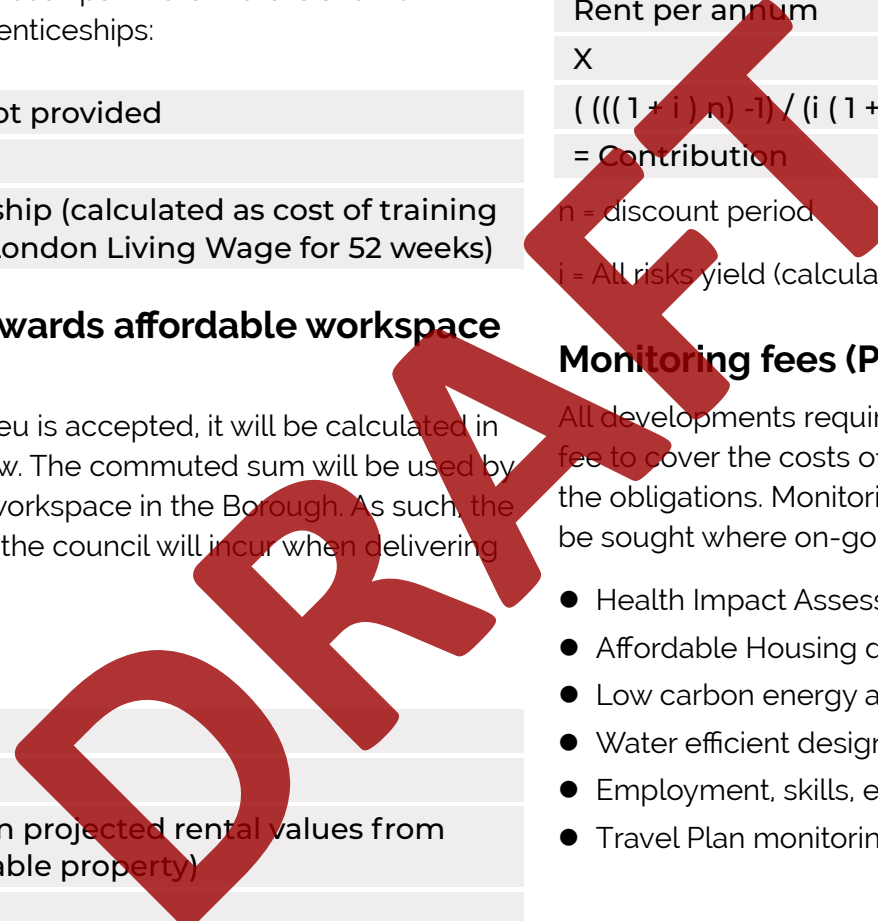 enticeships:
ot provided
ship (calculated as cost of training
London Living Wage for 52 weeks)
wards affordable workspace
eu is accepted, it will be calculated in
w. The commuted sum will be used by
workspace in the Borough. As such, the
the council will incur when delivering
n projected rental values from
able property)
Rent per annum
X
( ((( 1 + i ) n) -1) / (i ( 1 +
= Contribution
n = discount period
i = All risks yield (calcula
Monitoring fees (P
All developments requi
fee to cover the costs o
the obligations. Monitori
be sought where on-go
● Health Impact Assess
● Affordable Housing
● Low carbon energy a
● Water efficient design
● Employment, skills, e
● Travel Plan monitorin
DRAFT